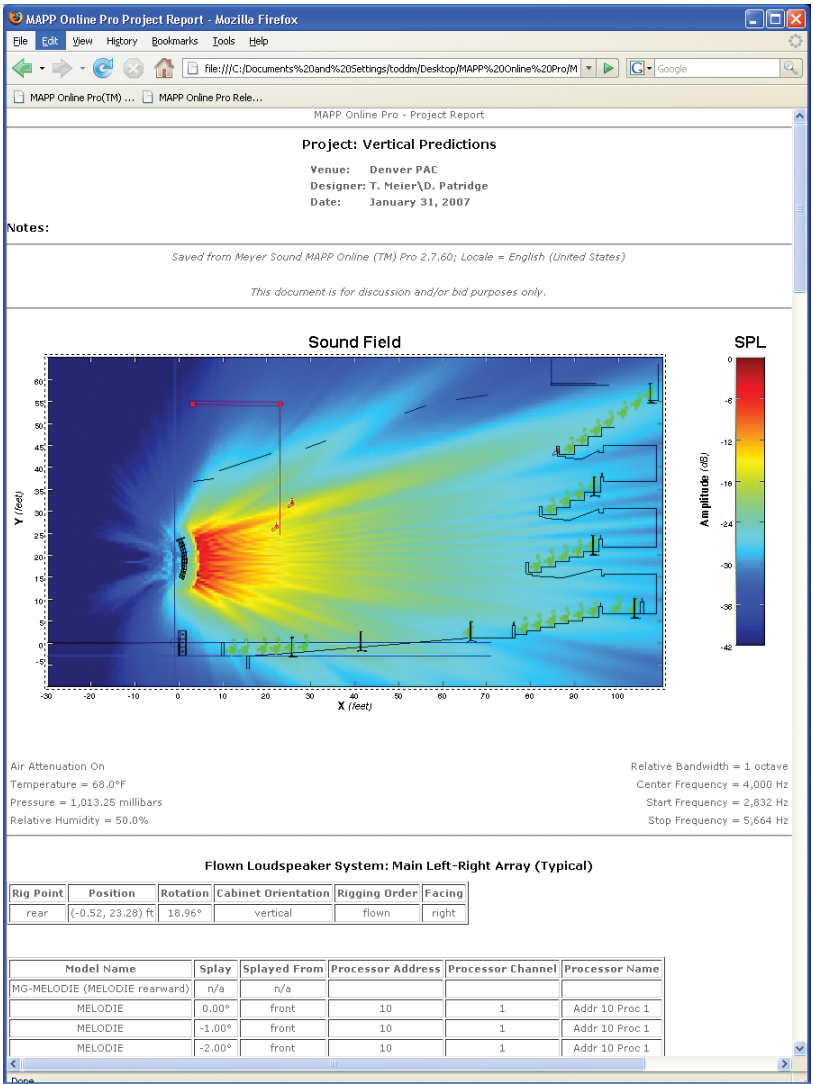 MAPP Online Pro Project Report - Mozilla Firefox
File Edit View History Bookmarks Tools Help
file:///C:/Documents%20and%20Settings/toddm/Desktop/MAPP%20Online%20Pro/M
G Google
MAPP Online Pro(TM) ... MAPP Online Pro Rele...
MAPP Online Pro - Project Report
Project: Vertical Predictions
Venue: Denver PAC
Designer: T. Meier\D. Patridge
Date: January 31, 2007
Notes:
Saved from Meyer Sound MAPP Online (TM) Pro 2.7.60; Locale = English (United States)
This document is for discussion and/or bid purposes only.
Sound Field
SPL
60
55
50
45
40
35
30
25
20
15
10
5
0
-5
Y (feet)
-30 -20 -10 0 10 20 30 40 50 60 70 80 90 100
X (feet)
0
-6
-12
-18
-24
-30
-36
-42
Amplitude (dB)
Air Attenuation On
Temperature = 68.0°F
Pressure = 1,013.25 millibars
Relative Humidity = 50.0%
Relative Bandwidth = 1 octave
Center Frequency = 4,000 Hz
Start Frequency = 2,832 Hz
Stop Frequency = 5,664 Hz
Flown Loudspeaker System: Main Left-Right Array (Typical)
Rig Point Position Rotation Cabinet Orientation Rigging Order Facing
rear (-0.52, 23.28) ft 18.96° vertical flown right
Model Name Splay Splayed From Processor Address Processor Channel Processor Name
MG-MELODIE (MELODIE rearward) n/a n/a
MELODIE 0.00° front 10 1 Addr 10 Proc 1
MELODIE -1.00° front 10 1 Addr 10 Proc 1
MELODIE -2.00° front 10 1 Addr 10 Proc 1
Done